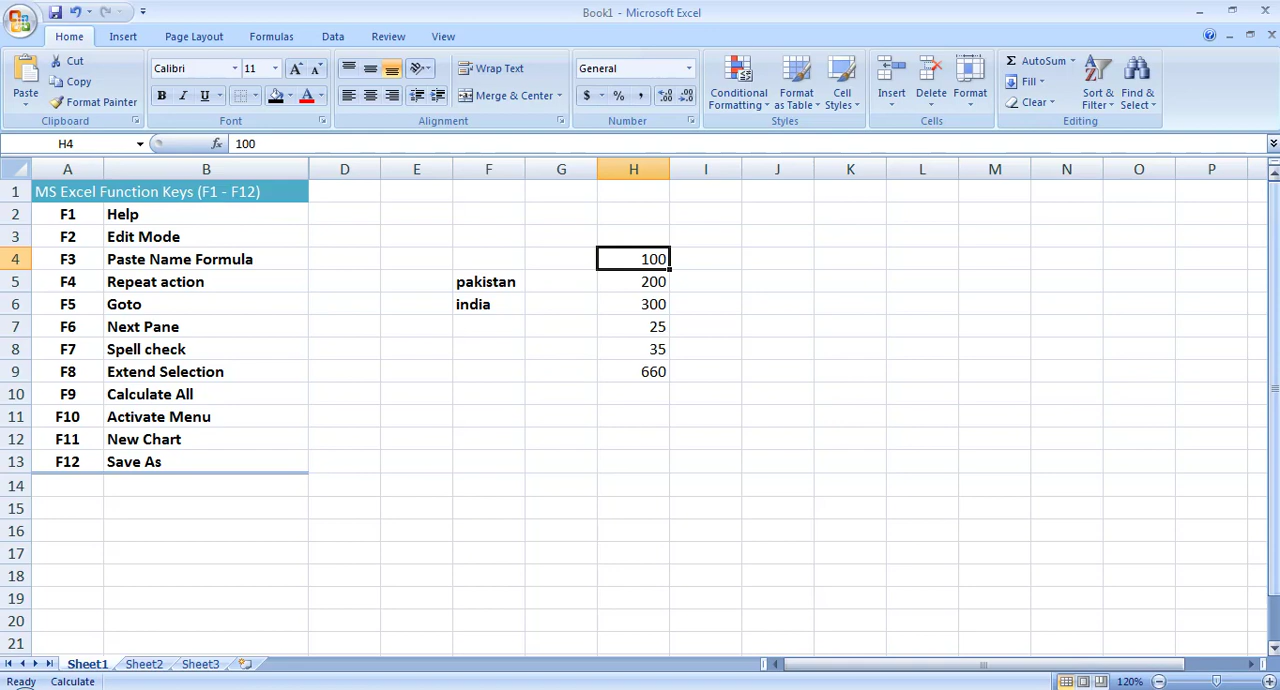 Book1 - Microsoft Excel
Home Insert Page Layout Formulas Data Review View
Paste Cut Copy Format Painter
Calibri 11 A A
B I U A
Wrap Text
Merge & Center
General
$ % ,
Conditional Formatting Format as Table Cell Styles
Insert Delete Format
Σ AutoSum Fill Clear
Sort & Filter Find & Select
Clipboard Font Alignment Number Styles Cells Editing
H4 fx 100
A B D E F G H I J K L M N O P
1 MS Excel Function Keys (F1 - F12)
2 F1 Help
3 F2 Edit Mode
4 F3 Paste Name Formula 100
5 F4 Repeat action pakistan 200
6 F5 Goto india 300
7 F6 Next Pane 25
8 F7 Spell check 35
9 F8 Extend Selection 660
10 F9 Calculate All
11 F10 Activate Menu
12 F11 New Chart
13 F12 Save As
14
15
16
17
18
19
20
21
Sheet1 Sheet2 Sheet3
Ready Calculate 120%